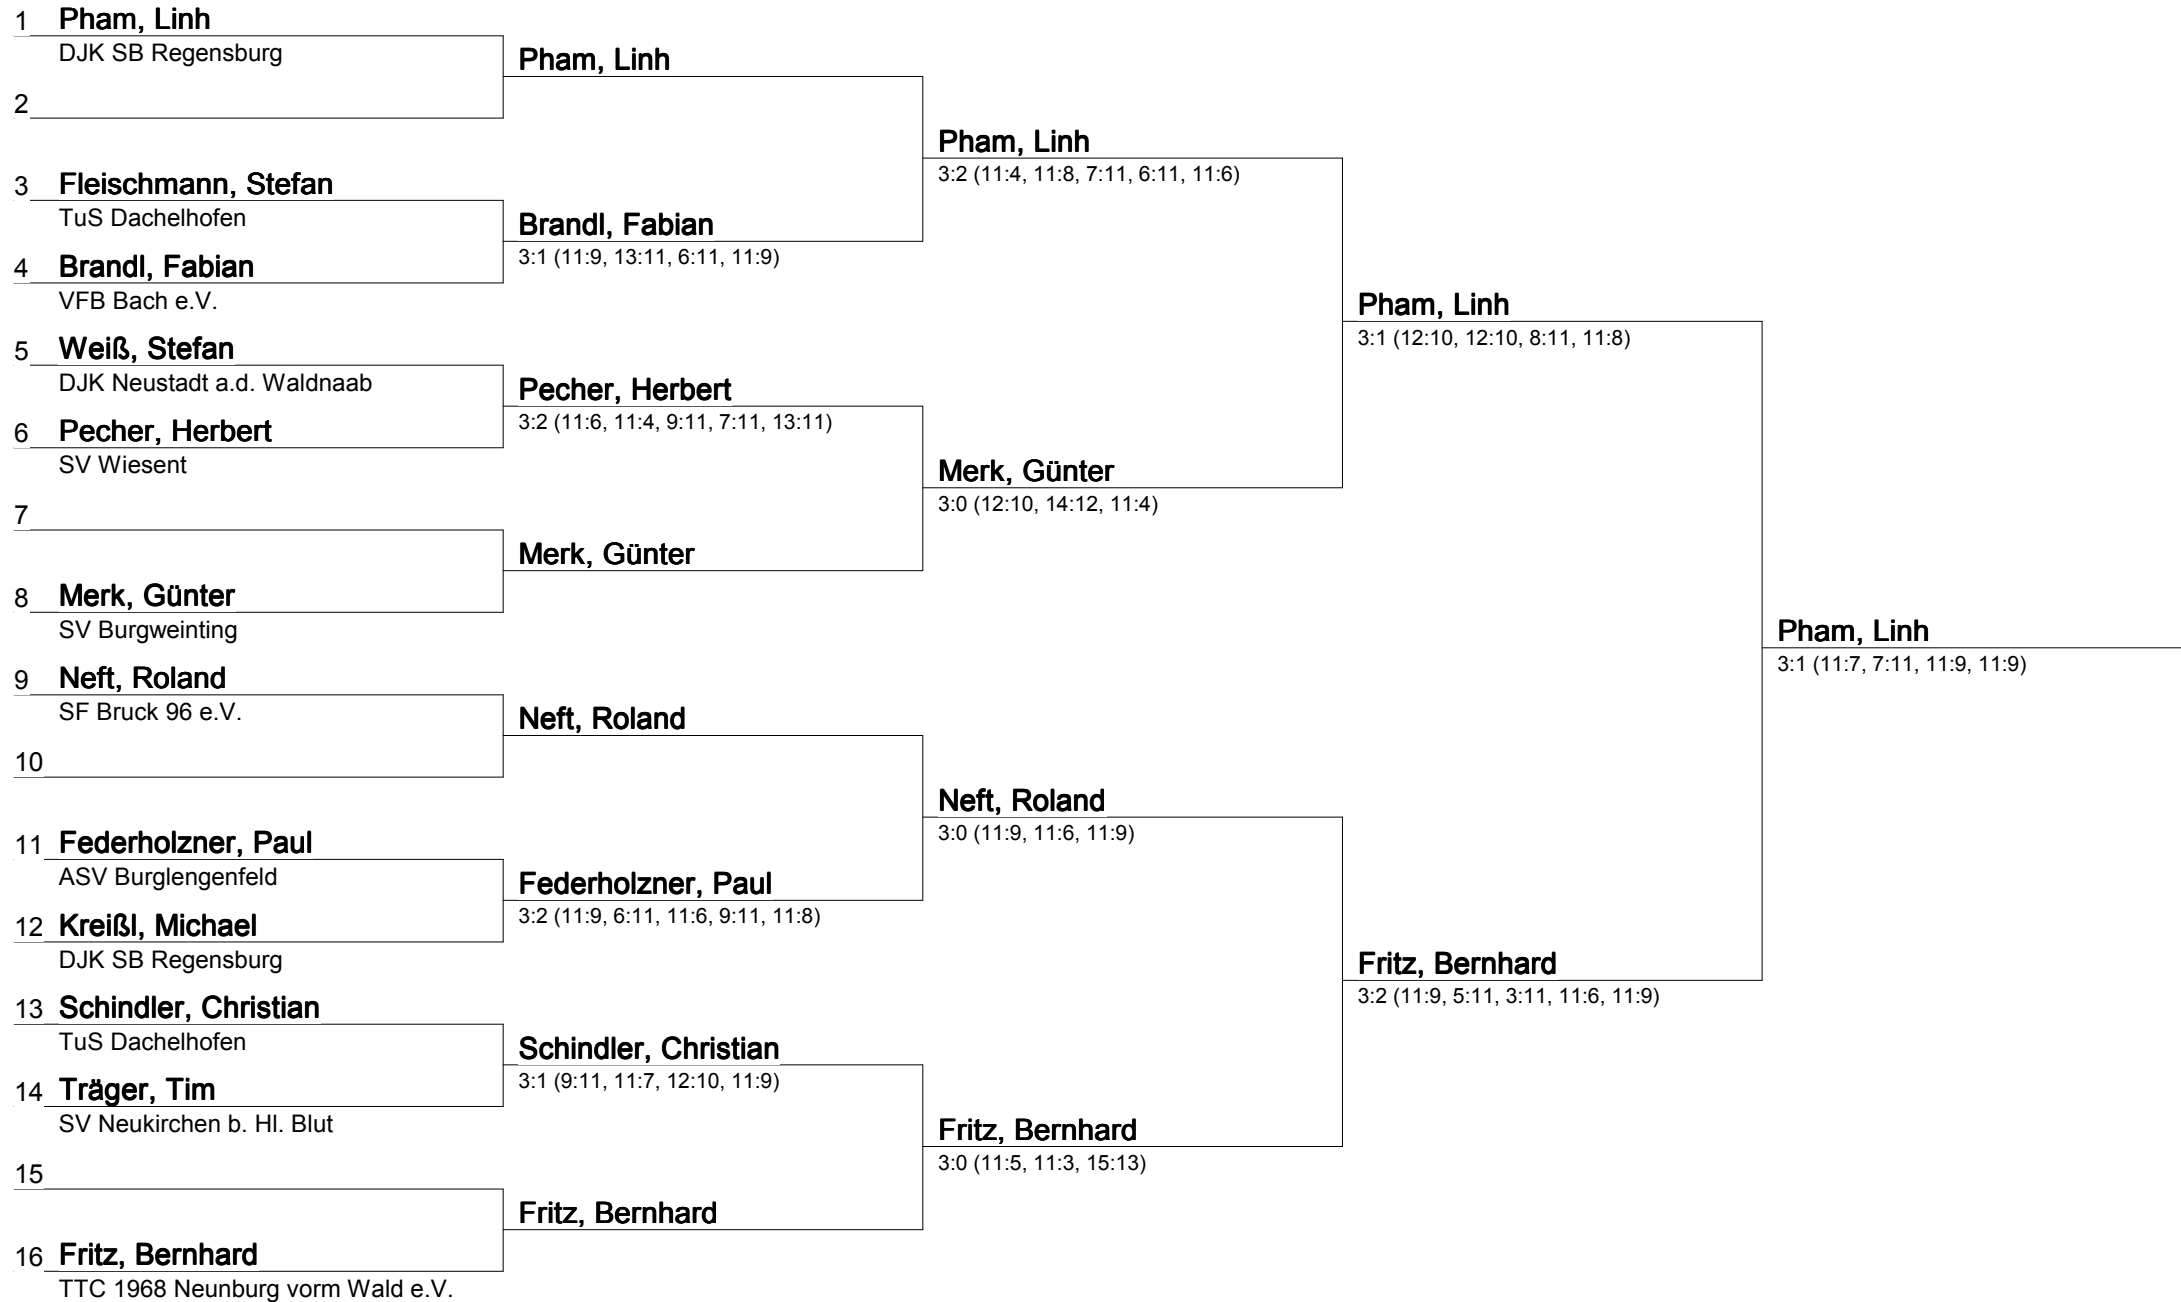 1 Pham, Linh
DJK SB Regensburg
2
3 Fleischmann, Stefan
TuS Dachelhofen
4 Brandl, Fabian
VFB Bach e.V.
5 Weiß, Stefan
DJK Neustadt a.d. Waldnaab
6 Pecher, Herbert
SV Wiesent
7
8 Merk, Günter
SV Burgweinting
9 Neft, Roland
SF Bruck 96 e.V.
10
11 Federholzner, Paul
ASV Burglengenfeld
12 Kreißl, Michael
DJK SB Regensburg
13 Schindler, Christian
TuS Dachelhofen
14 Träger, Tim
SV Neukirchen b. Hl. Blut
15
16 Fritz, Bernhard
TTC 1968 Neunburg vorm Wald e.V.
Pham, Linh
Brandl, Fabian
3:1 (11:9, 13:11, 6:11, 11:9)
Pecher, Herbert
3:2 (11:6, 11:4, 9:11, 7:11, 13:11)
Merk, Günter
Neft, Roland
Federholzner, Paul
3:2 (11:9, 6:11, 11:6, 9:11, 11:8)
Schindler, Christian
3:1 (9:11, 11:7, 12:10, 11:9)
Fritz, Bernhard
Pham, Linh
3:2 (11:4, 11:8, 7:11, 6:11, 11:6)
Merk, Günter
3:0 (12:10, 14:12, 11:4)
Neft, Roland
3:0 (11:9, 11:6, 11:9)
Fritz, Bernhard
3:0 (11:5, 11:3, 15:13)
Pham, Linh
3:1 (12:10, 12:10, 8:11, 11:8)
Fritz, Bernhard
3:2 (11:9, 5:11, 3:11, 11:6, 11:9)
Pham, Linh
3:1 (11:7, 7:11, 11:9, 11:9)